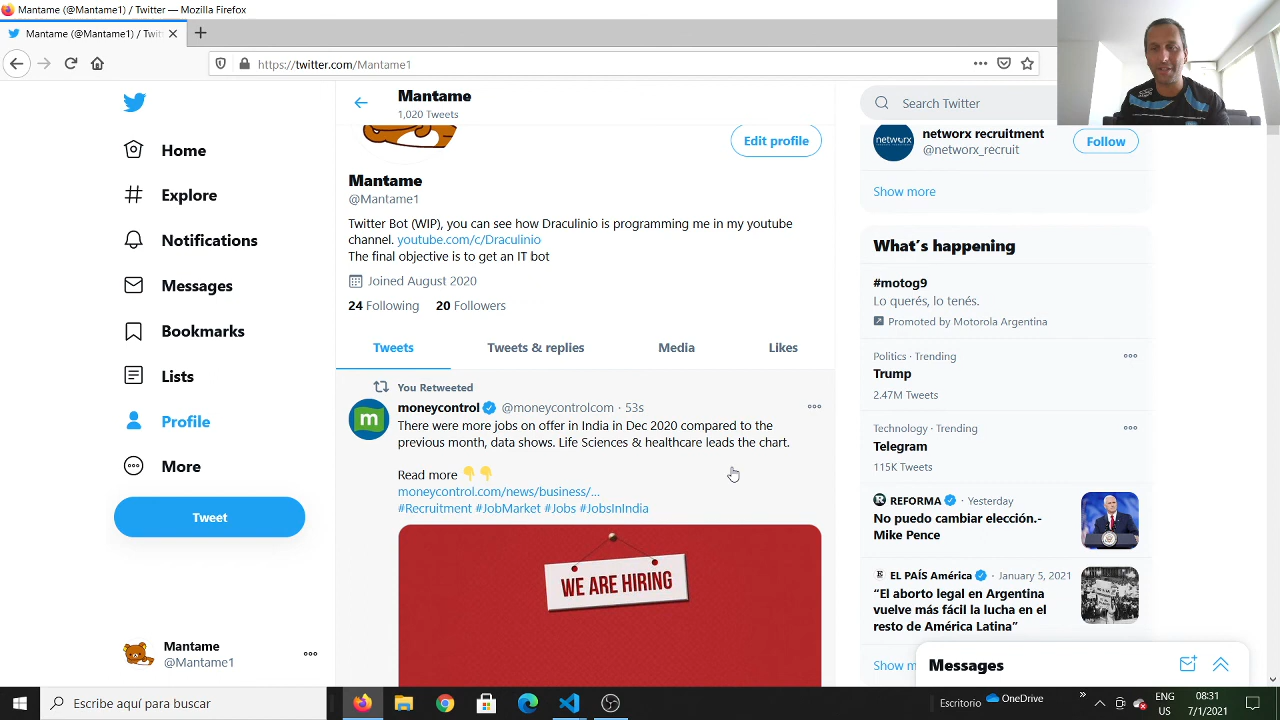 Mantame (@Mantame1) / Twitter — Mozilla Firefox
Mantame (@Mantame1) / Twit
https://twitter.com/Mantame1
Home
Explore
Notifications
Messages
Bookmarks
Lists
Profile
More
Tweet
Mantame
@Mantame1
Mantame
1,020 Tweets
Edit profile
Mantame
@Mantame1
Twitter Bot (WIP), you can see how Draculinio is programming me in my youtube
channel. youtube.com/c/Draculinio
The final objective is to get an IT bot
Joined August 2020
24 Following 20 Followers
Tweets Tweets & replies Media Likes
You Retweeted
moneycontrol @moneycontrolcom · 53s
There were more jobs on offer in India in Dec 2020 compared to the
previous month, data shows. Life Sciences & healthcare leads the chart.
Read more 👇👇
moneycontrol.com/news/business/...
#Recruitment #JobMarket #Jobs #JobsInIndia
WE ARE HIRING
Search Twitter
networx
networx recruitment
@networx_recruit
Follow
Show more
What's happening
#motog9
Lo querés, lo tenés.
Promoted by Motorola Argentina
Politics · Trending
Trump
2.47M Tweets
Technology · Trending
Telegram
115K Tweets
REFORMA · Yesterday
No puedo cambiar elección.-
Mike Pence
EL PAÍS América · January 5, 2021
“El aborto legal en Argentina
vuelve más fácil la lucha en el
resto de América Latina”
Show m
Messages
Escribe aquí para buscar
Escritorio
OneDrive
ENG
US
08:31
7/1/2021